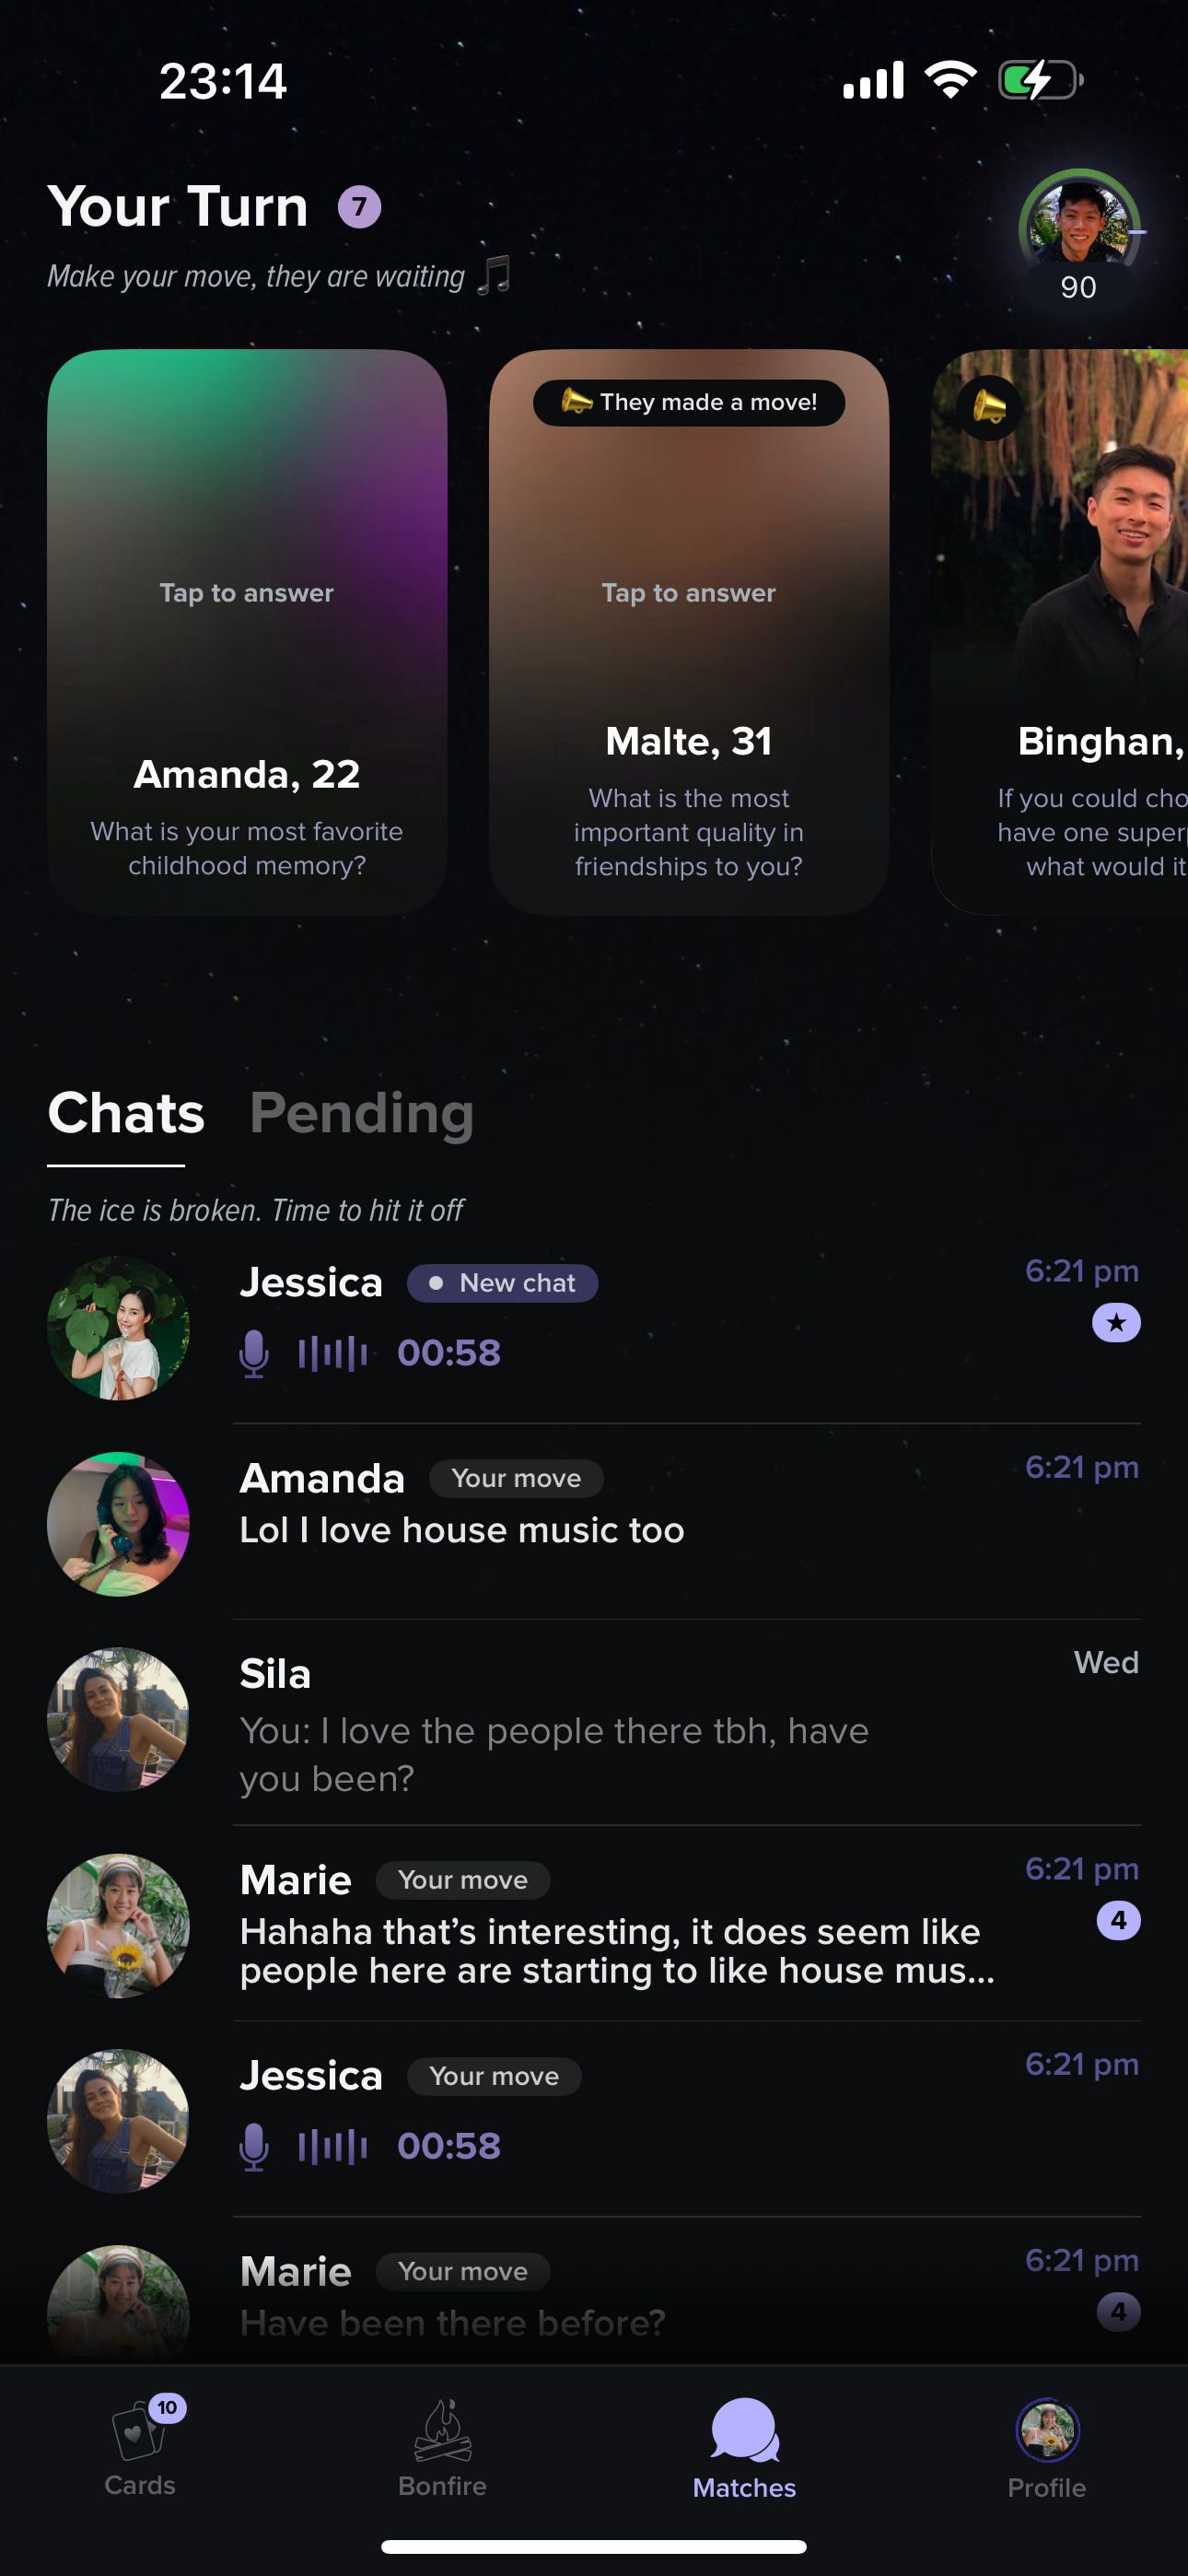 23:14
Your Turn 7
Make your move, they are waiting
90
They made a move!
Tap to answer
Tap to answer
Amanda, 22
What is your most favorite
childhood memory?
Malte, 31
What is the most
important quality in
friendships to you?
Binghan,
If you could cho
have one superp
what would it
Chats Pending
The ice is broken. Time to hit it off
Jessica New chat 6:21 pm
00:58
Amanda Your move 6:21 pm
Lol I love house music too
Sila Wed
You: I love the people there tbh, have
you been?
Marie Your move 6:21 pm
Hahaha that’s interesting, it does seem like 4
people here are starting to like house mus...
Jessica Your move 6:21 pm
00:58
Marie Your move 6:21 pm
Have been there before? 4
10
Cards Bonfire Matches Profile